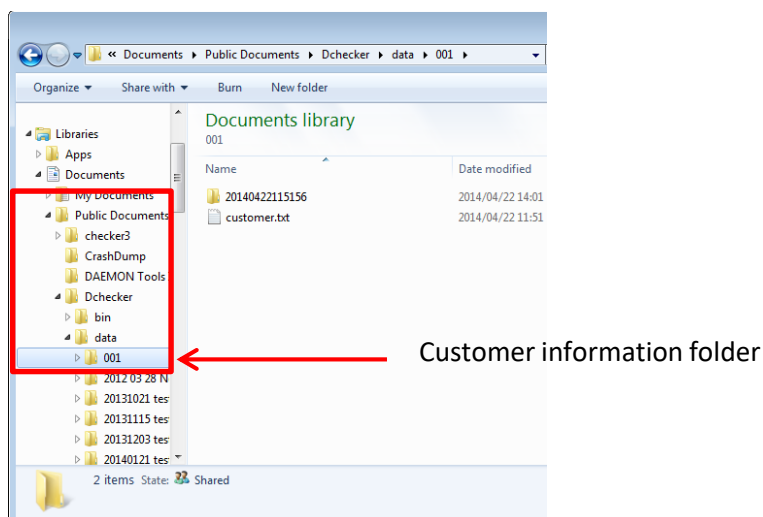 « Documents ▸ Public Documents ▸ Dchecker ▸ data ▸ 001 ▸
Organize Share with Burn New folder
Libraries
Apps
Documents
My Documents
Public Documents
checker3
CrashDump
DAEMON Tools
Dchecker
bin
data
001
2012 03 28 N
20131021 tes
20131115 tes
20131203 tes
20140121 tes
Documents library
001
Name Date modified
20140422115156 2014/04/22 14:01
customer.txt 2014/04/22 11:51
Customer information folder
2 items State: Shared